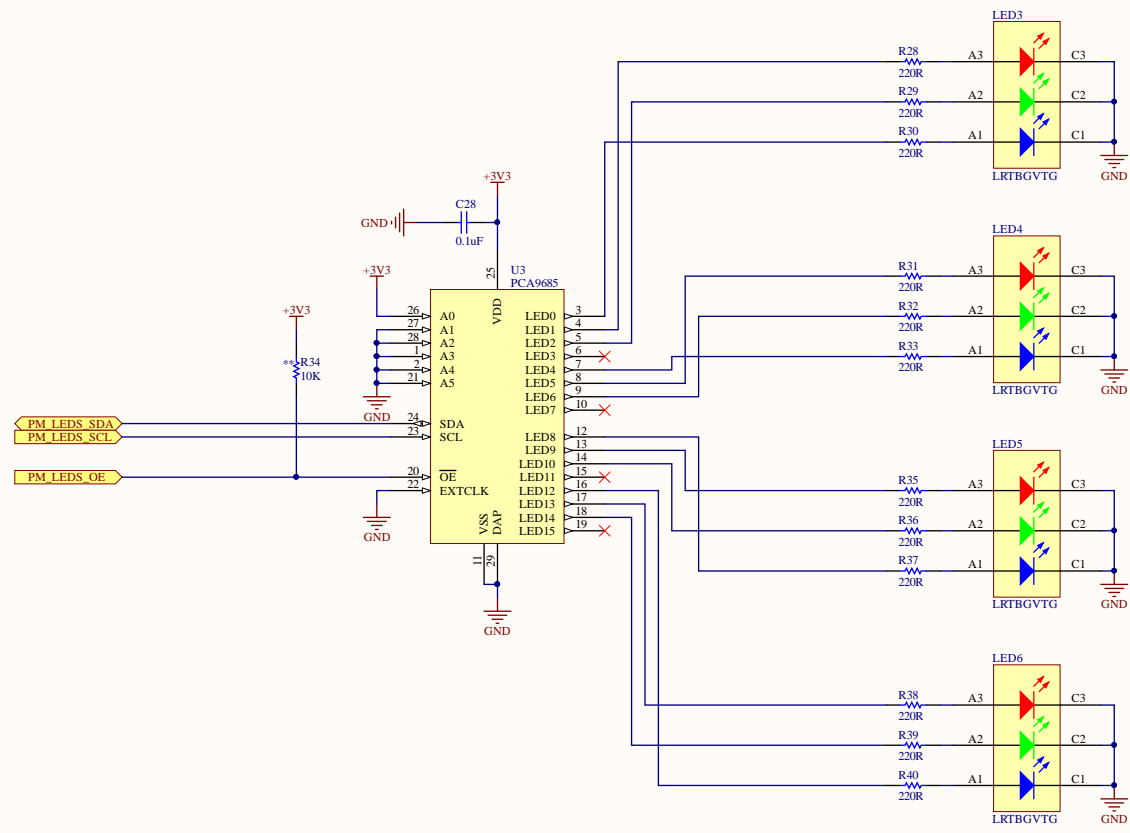 LED3
R28
220R
A3
C3
R29
220R
A2
C2
R30
220R
A1
C1
LRTBGVTG
GND
+3V3
C28
GND
0.1uF
LED4
R31
220R
A3
C3
R32
220R
A2
C2
R33
220R
A1
C1
LRTBGVTG
GND
+3V3
+3V3
**R34
10K
U3
PCA9685
25
VDD
26 A0
27 A1
28 A2
1 A3
2 A4
21 A5
GND
24 SDA
23 SCL
20 OE
22 EXTCLK
GND
LED0 3
LED1 4
LED2 5
LED3 6
LED4 7
LED5 8
LED6 9
LED7 10
LED8 12
LED9 13
LED10 14
LED11 15
LED12 16
LED13 17
LED14 18
LED15 19
VSS
DAP
11
29
GND
PM_LEDS_SDA
PM_LEDS_SCL
PM_LEDS_OE
LED5
R35
220R
A3
C3
R36
220R
A2
C2
R37
220R
A1
C1
LRTBGVTG
GND
LED6
R38
220R
A3
C3
R39
220R
A2
C2
R40
220R
A1
C1
LRTBGVTG
GND